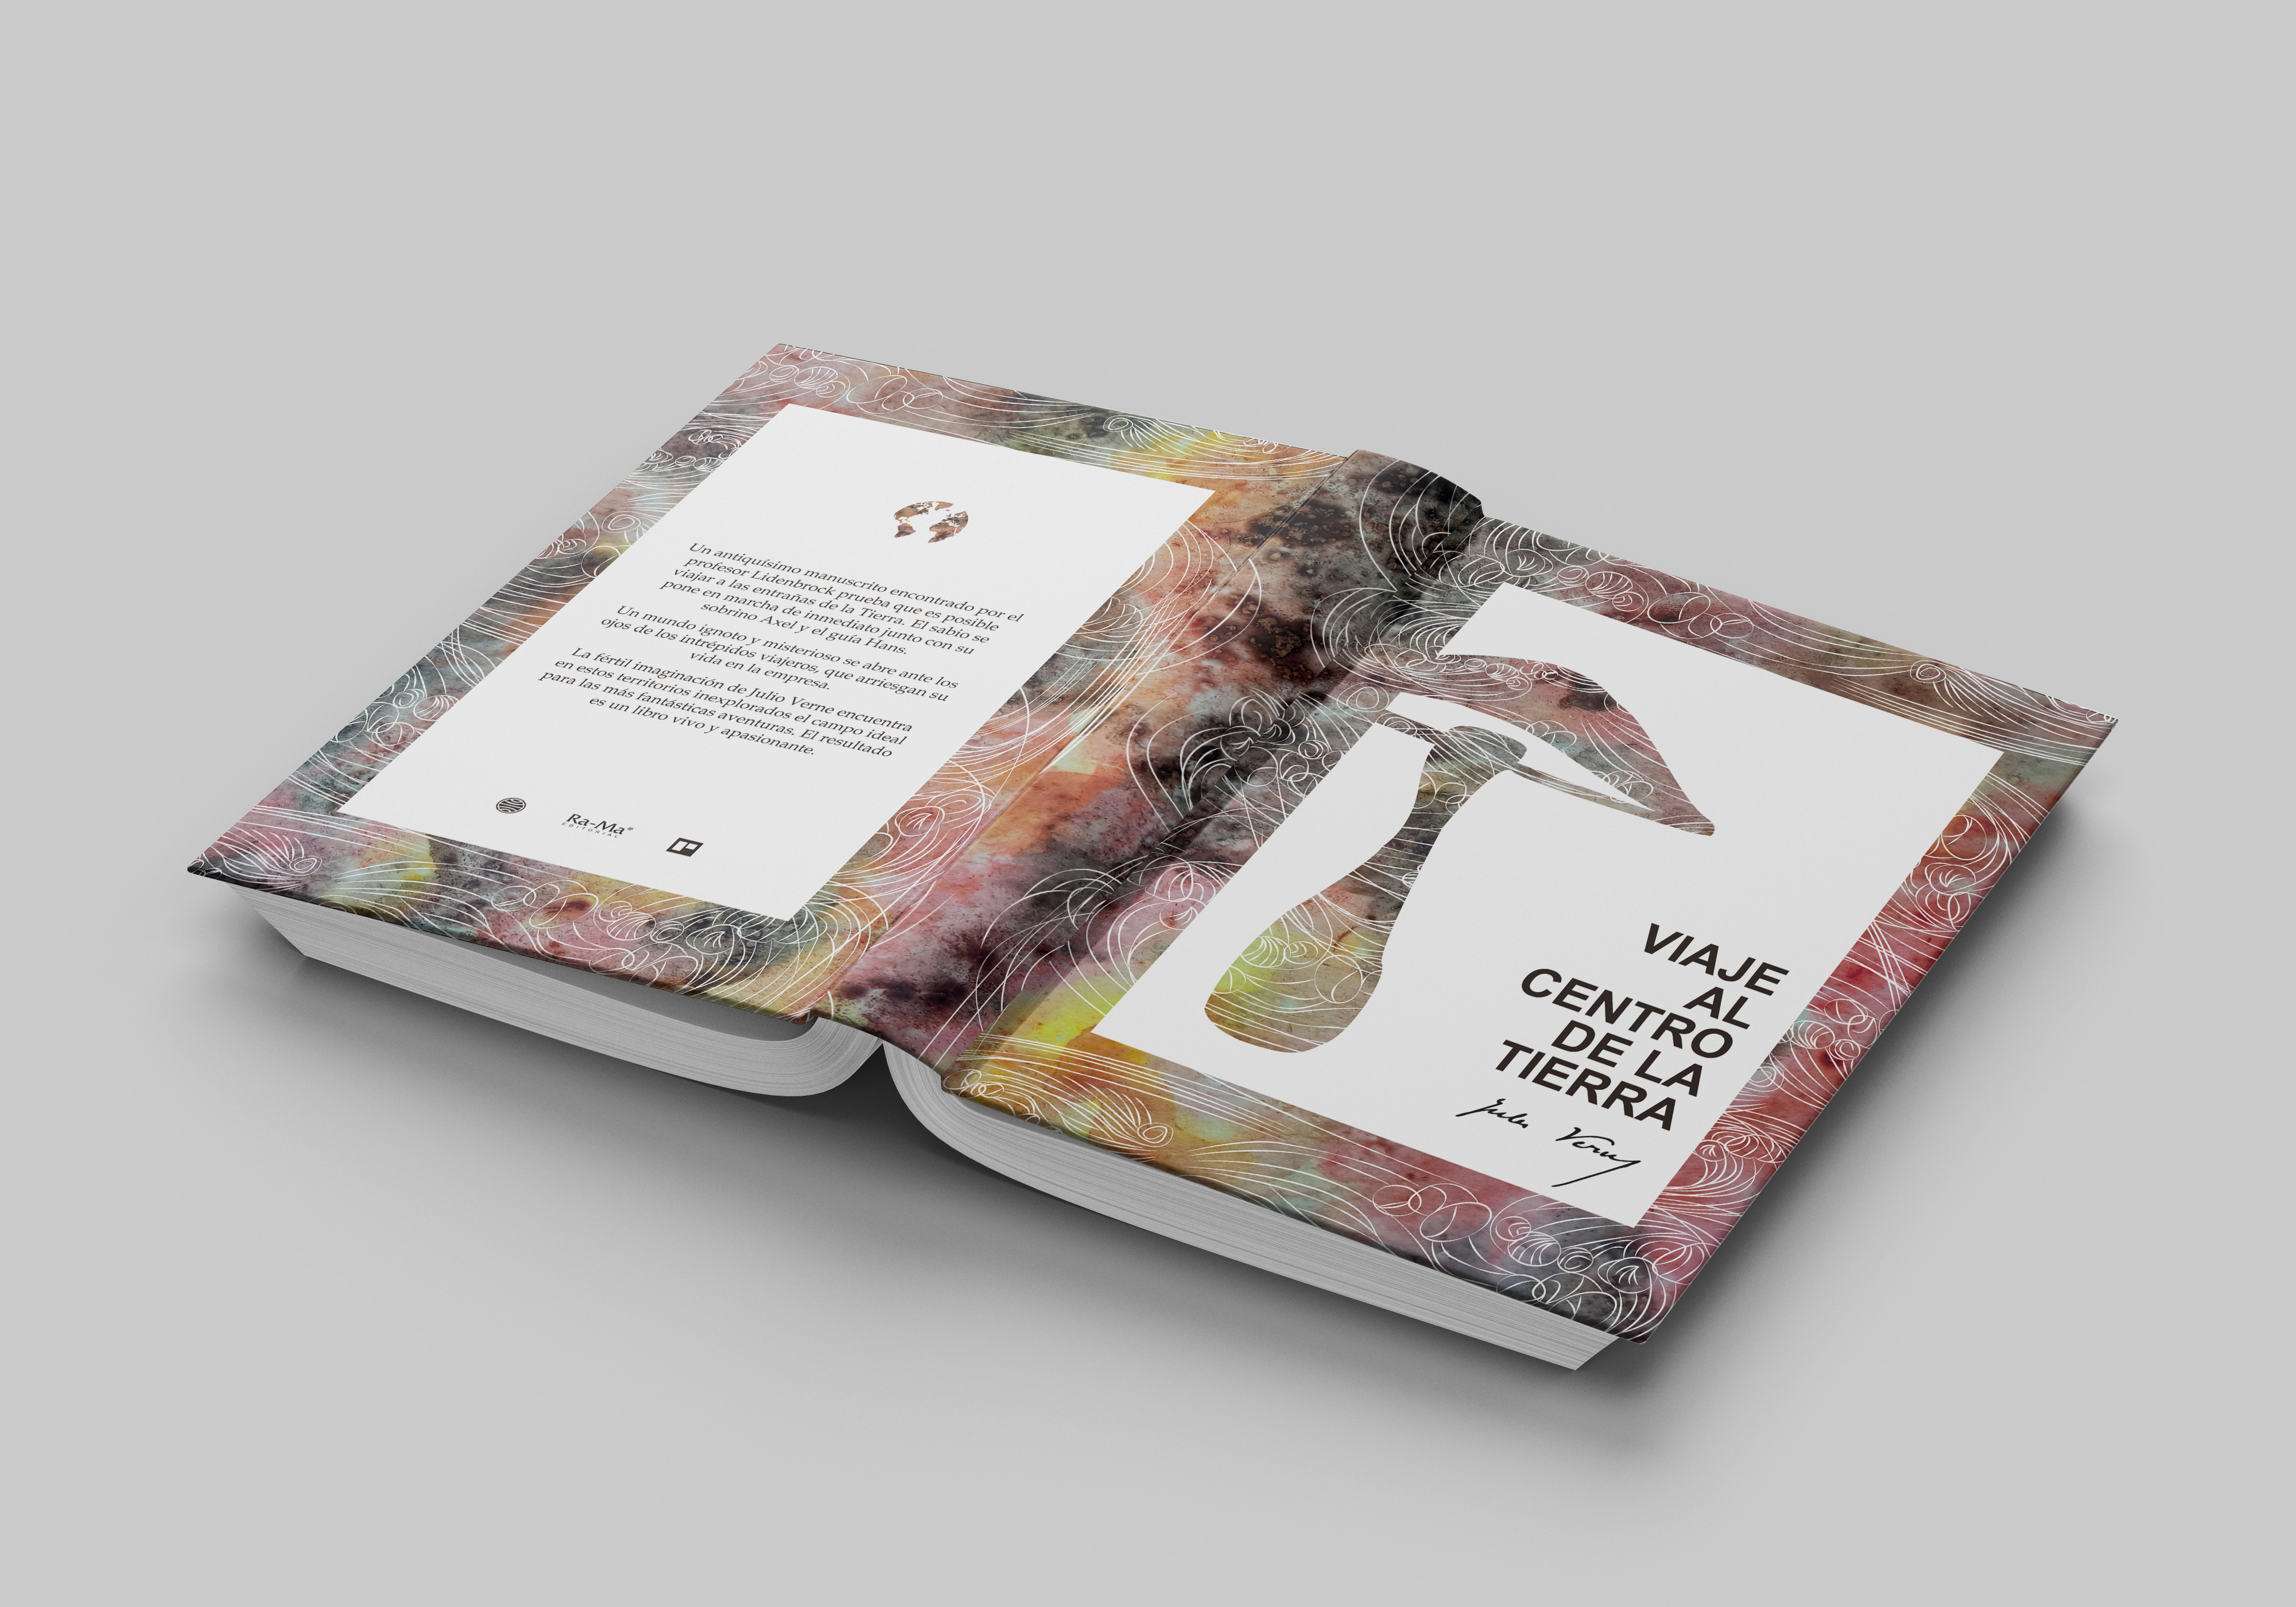 Un antiquísimo manuscrito encontrado por el
profesor Lidenbrock prueba que es posible
viajar a las entrañas de la Tierra. El sabio se
pone en marcha de inmediato junto con su
sobrino Axel y el guía Hans.
Un mundo ignoto y misterioso se abre ante los
ojos de los intrépidos viajeros, que arriesgan su
vida en la empresa.
La fértil imaginación de Julio Verne encuentra
en estos territorios inexplorados el campo ideal
para las más fantásticas aventuras. El resultado
es un libro vivo y apasionante.
Ra-Ma®
EDITORIAL
VIAJE
AL
CENTRO
DE LA
TIERRA
Jules Verne